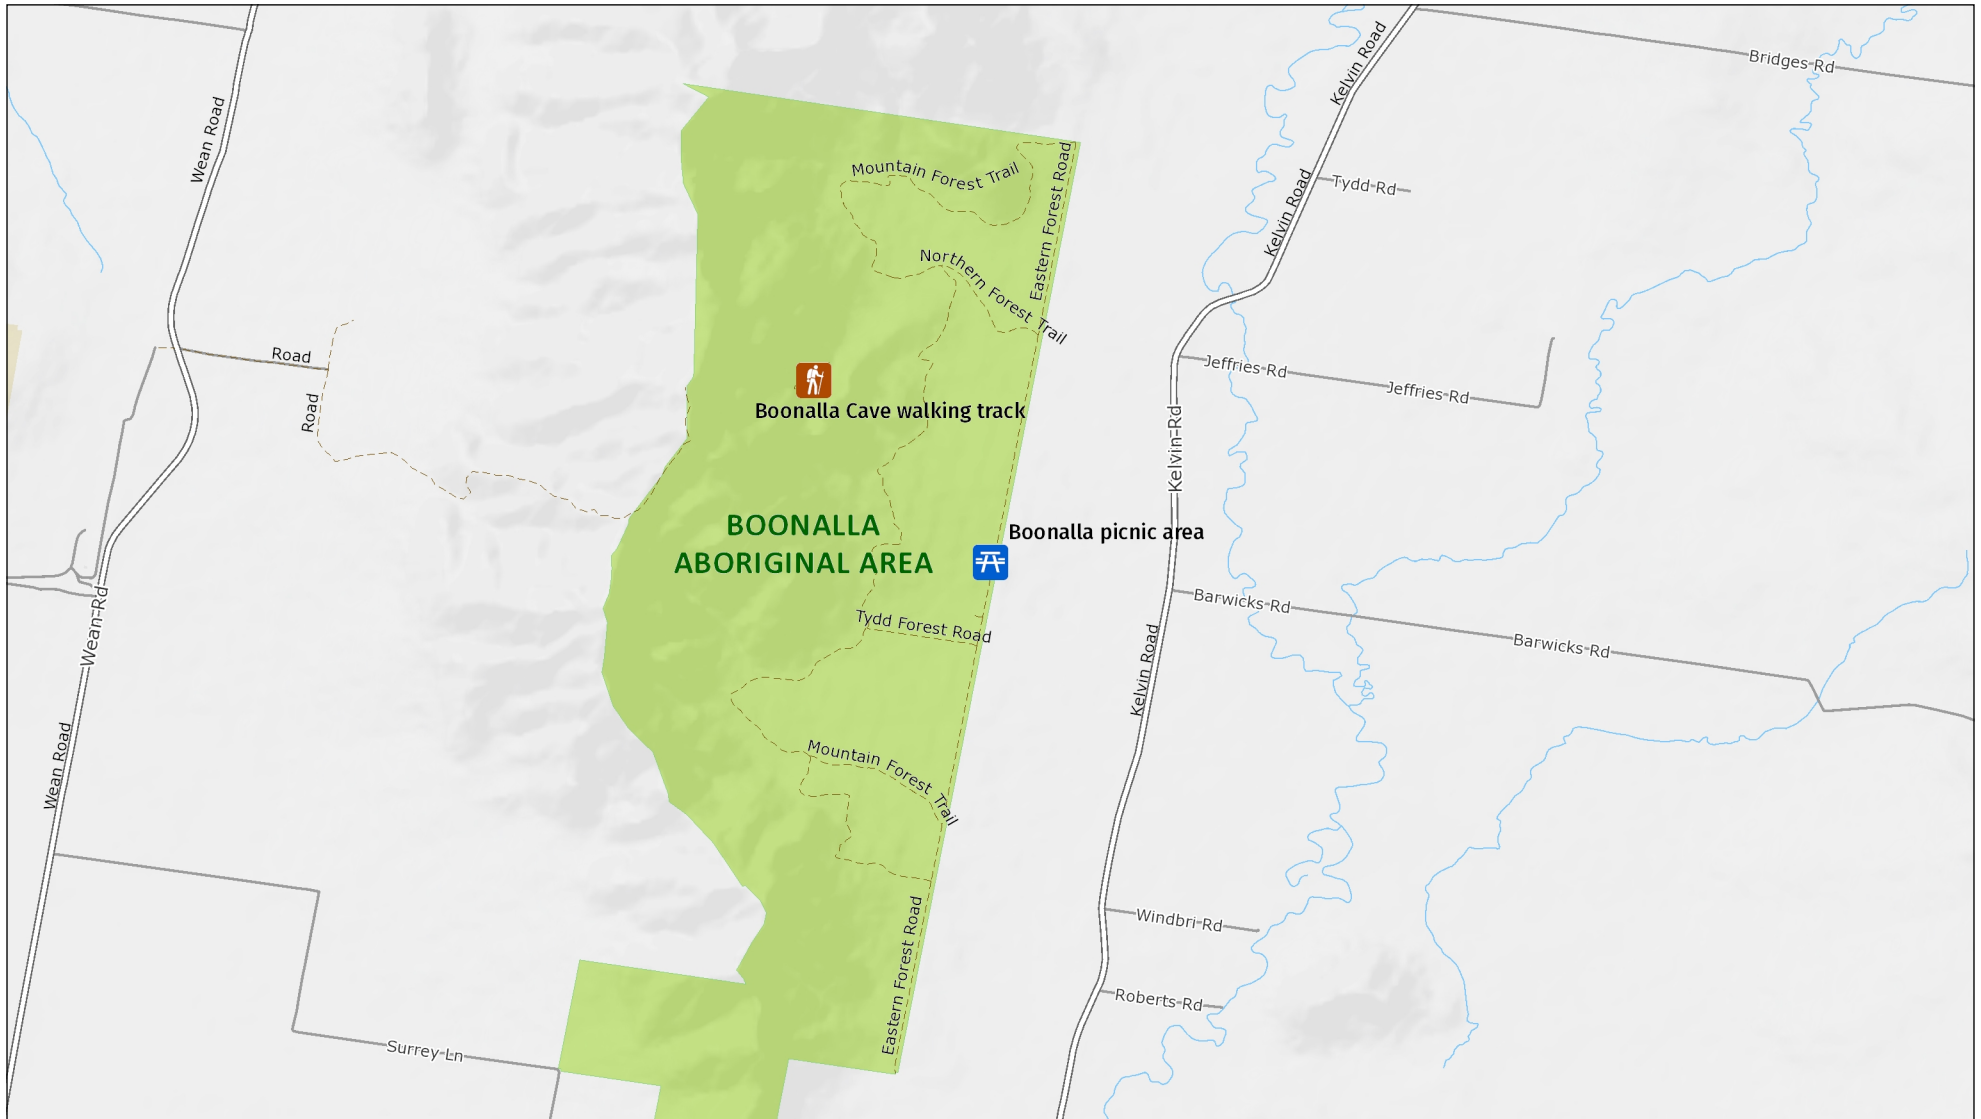 Bridges Rd
Kelvin Road
Wean Road
Mountain Forest Trail
Eastern Forest Road
Tydd Rd
Kelvin Road
Northern Forest Trail
Road
Jeffries Rd
Jeffries Rd
Road
Boonalla Cave walking track
Kelvin Rd
BOONALLA
ABORIGINAL AREA
Boonalla picnic area
Wean Rd
Barwicks Rd
Barwicks Rd
Tydd Forest Road
Kelvin Road
Wean Road
Mountain Forest Trail
Windbri Rd
Eastern Forest Road
Roberts Rd
Surrey Ln